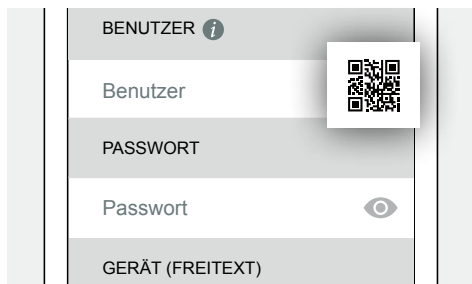 BENUTZER i
Benutzer
PASSWORT
Passwort
GERÄT (FREITEXT)